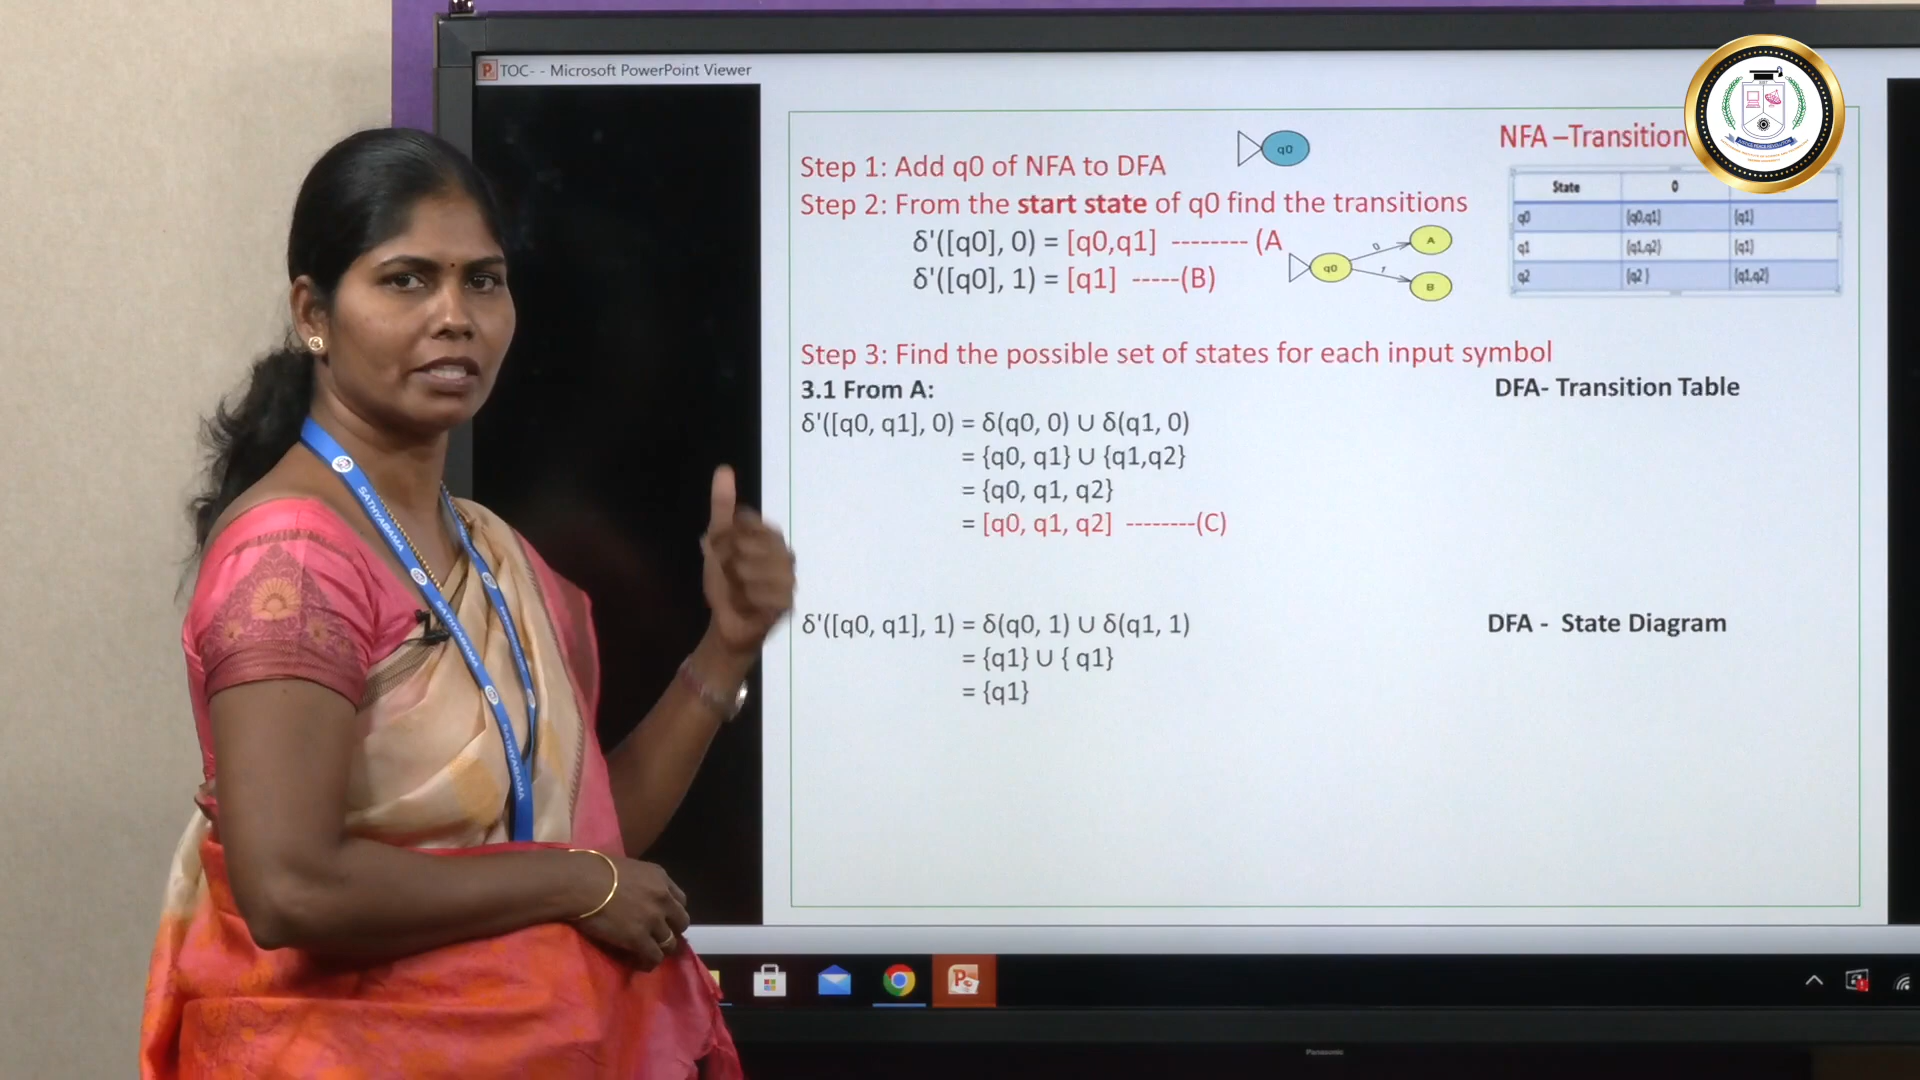 TOC- - Microsoft PowerPoint Viewer
Step 1: Add q0 of NFA to DFA
q0
Step 2: From the start state of q0 find the transitions
δ'([q0], 0) = [q0,q1] -------- (A
δ'([q0], 1) = [q1] -----(B)
q0
0
1
A
B
NFA –Transition
State 0
q0 {q0,q1} {q1}
q1 {q1,q2} {q1}
q2 {q2 } {q1,q2}
Step 3: Find the possible set of states for each input symbol
3.1 From A:
DFA- Transition Table
δ'([q0, q1], 0) = δ(q0, 0) ∪ δ(q1, 0)
= {q0, q1} ∪ {q1,q2}
= {q0, q1, q2}
= [q0, q1, q2] --------(C)
δ'([q0, q1], 1) = δ(q0, 1) ∪ δ(q1, 1)
= {q1} ∪ { q1}
= {q1}
DFA - State Diagram
SATHYABAMA
SATHYABAMA
SATHYABAMA
Panasonic